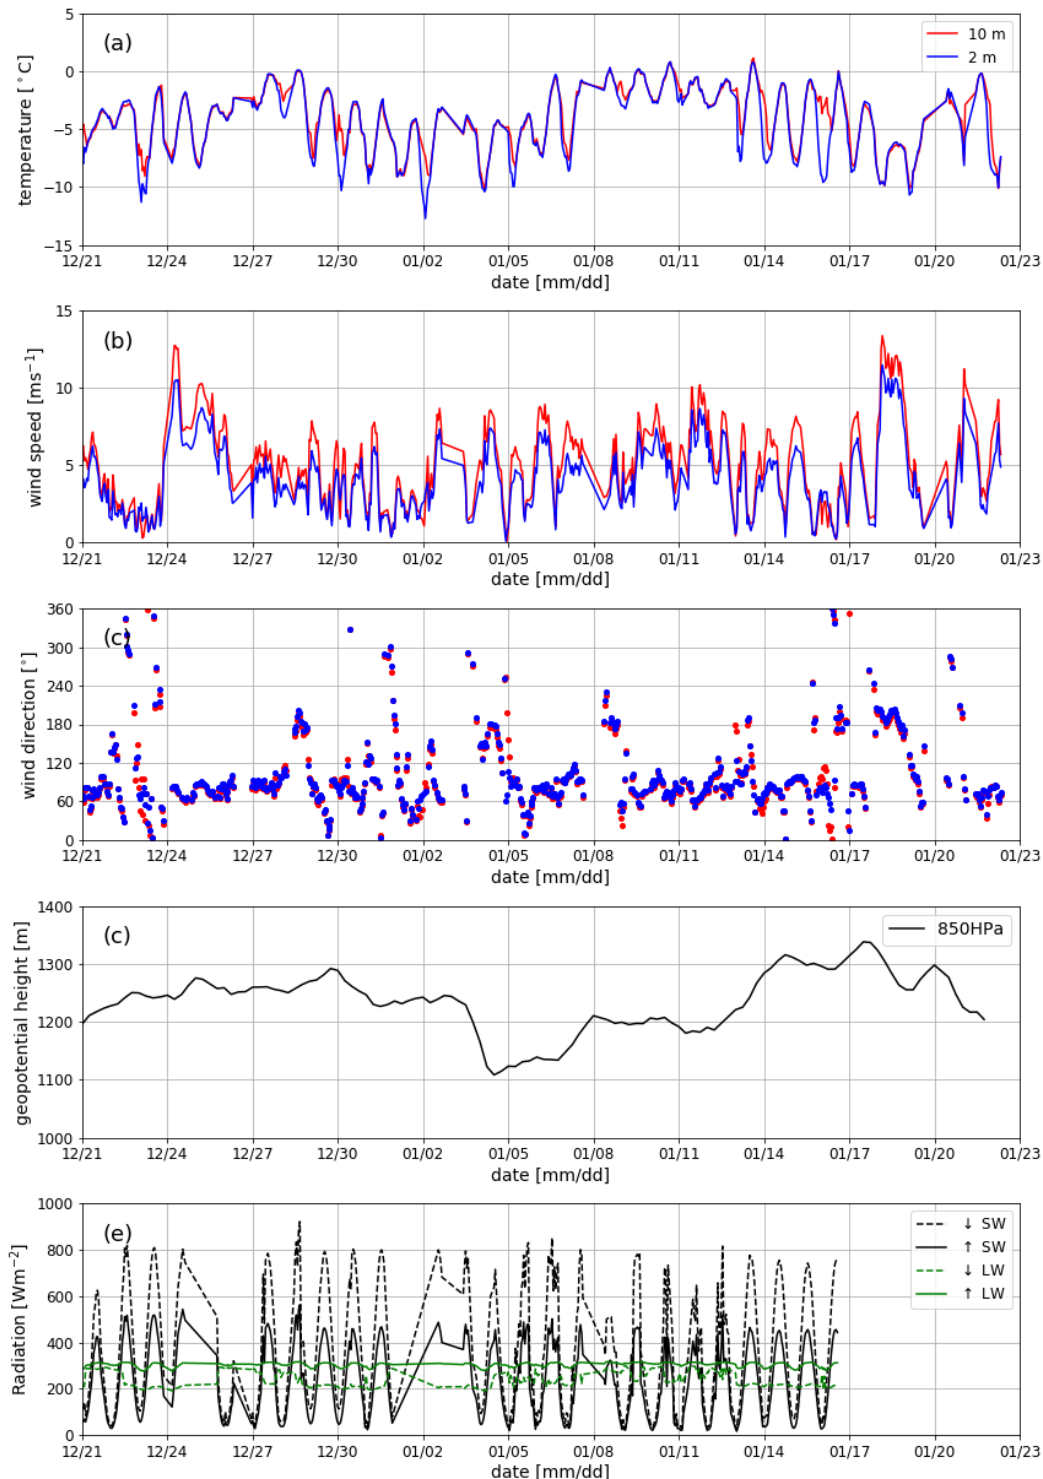 (a)
10 m
2 m
temperature [°C]
5
0
−5
−10
−15
12/21 12/24 12/27 12/30 01/02 01/05 01/08 01/11 01/14 01/17 01/20 01/23
date [mm/dd]
(b)
wind speed [ms⁻¹]
15
10
5
0
12/21 12/24 12/27 12/30 01/02 01/05 01/08 01/11 01/14 01/17 01/20 01/23
date [mm/dd]
(c)
wind direction [°]
360
300
240
180
120
60
0
12/21 12/24 12/27 12/30 01/02 01/05 01/08 01/11 01/14 01/17 01/20 01/23
date [mm/dd]
(c)
850HPa
geopotential height [m]
1400
1300
1200
1100
1000
12/21 12/24 12/27 12/30 01/02 01/05 01/08 01/11 01/14 01/17 01/20 01/23
date [mm/dd]
(e)
↓ SW
↑ SW
↓ LW
↑ LW
Radiation [Wm⁻²]
1000
800
600
400
200
0
12/21 12/24 12/27 12/30 01/02 01/05 01/08 01/11 01/14 01/17 01/20 01/23
date [mm/dd]